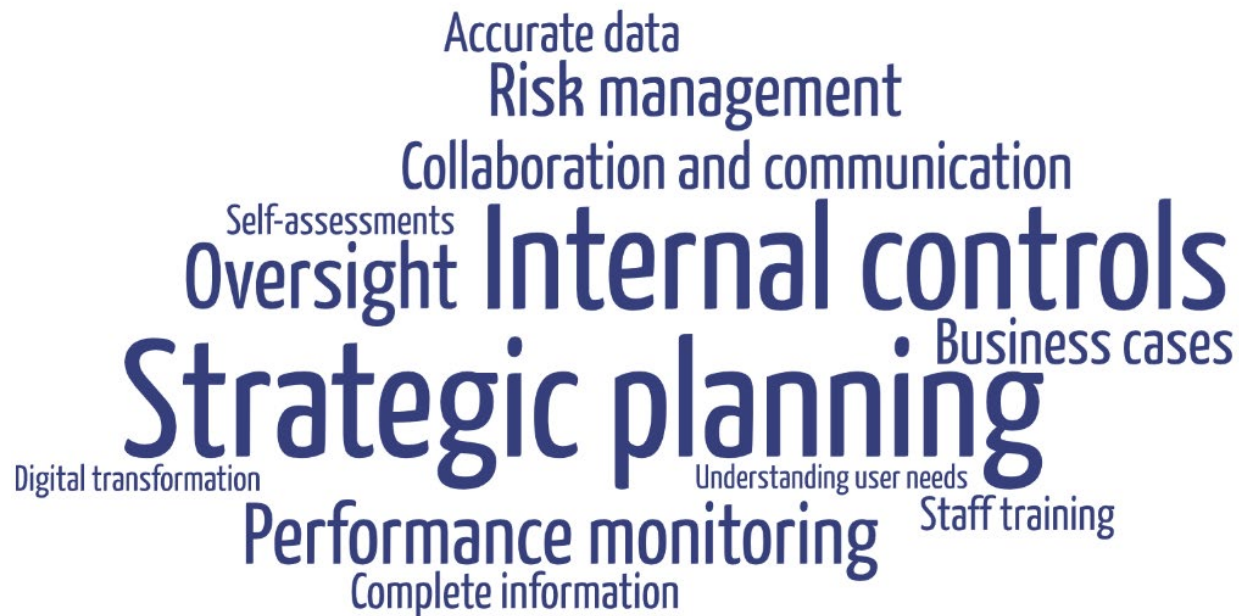 Accurate data
Risk management
Collaboration and communication
Self-assessments
Oversight
Internal controls
Business cases
Strategic planning
Digital transformation
Understanding user needs
Staff training
Performance monitoring
Complete information